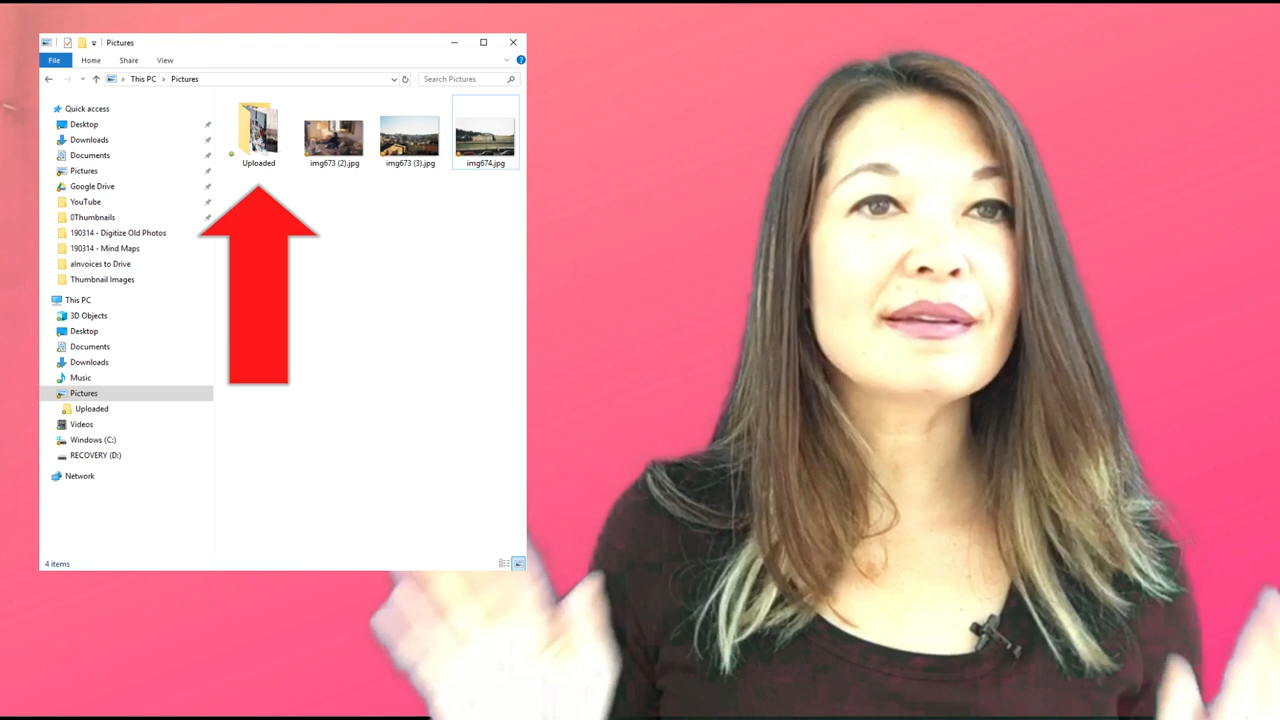 Pictures
File Home Share View
This PC Pictures
Search Pictures
Quick access
Desktop
Downloads
Documents
Pictures
Google Drive
YouTube
0Thumbnails
190314 - Digitize Old Photos
190314 - Mind Maps
aInvoices to Drive
Thumbnail Images
This PC
3D Objects
Desktop
Documents
Downloads
Music
Pictures
Uploaded
Videos
Windows (C:)
RECOVERY (D:)
Network
Uploaded
img673 (2).jpg
img673 (3).jpg
img674.jpg
4 items